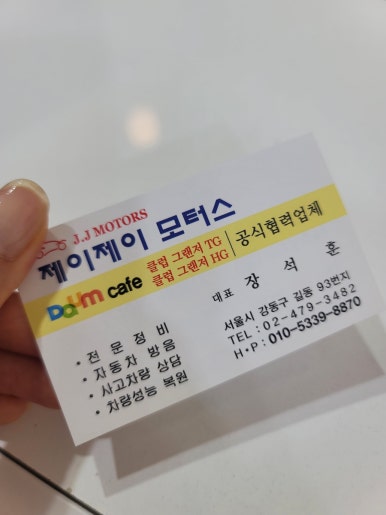 J.J MOTORS
제이제이 모터스
Daum cafe 클럽 그랜저 TG 클럽 그랜저 HG 공식협력업체
대표 장 석 훈
서울시 강동구 길동 93번지
TEL : 02-479-3482
H·P : 010-5339-8870
· 전 문 정 비
· 자동차 방음
· 사고차량 상담
· 차량성능 복원